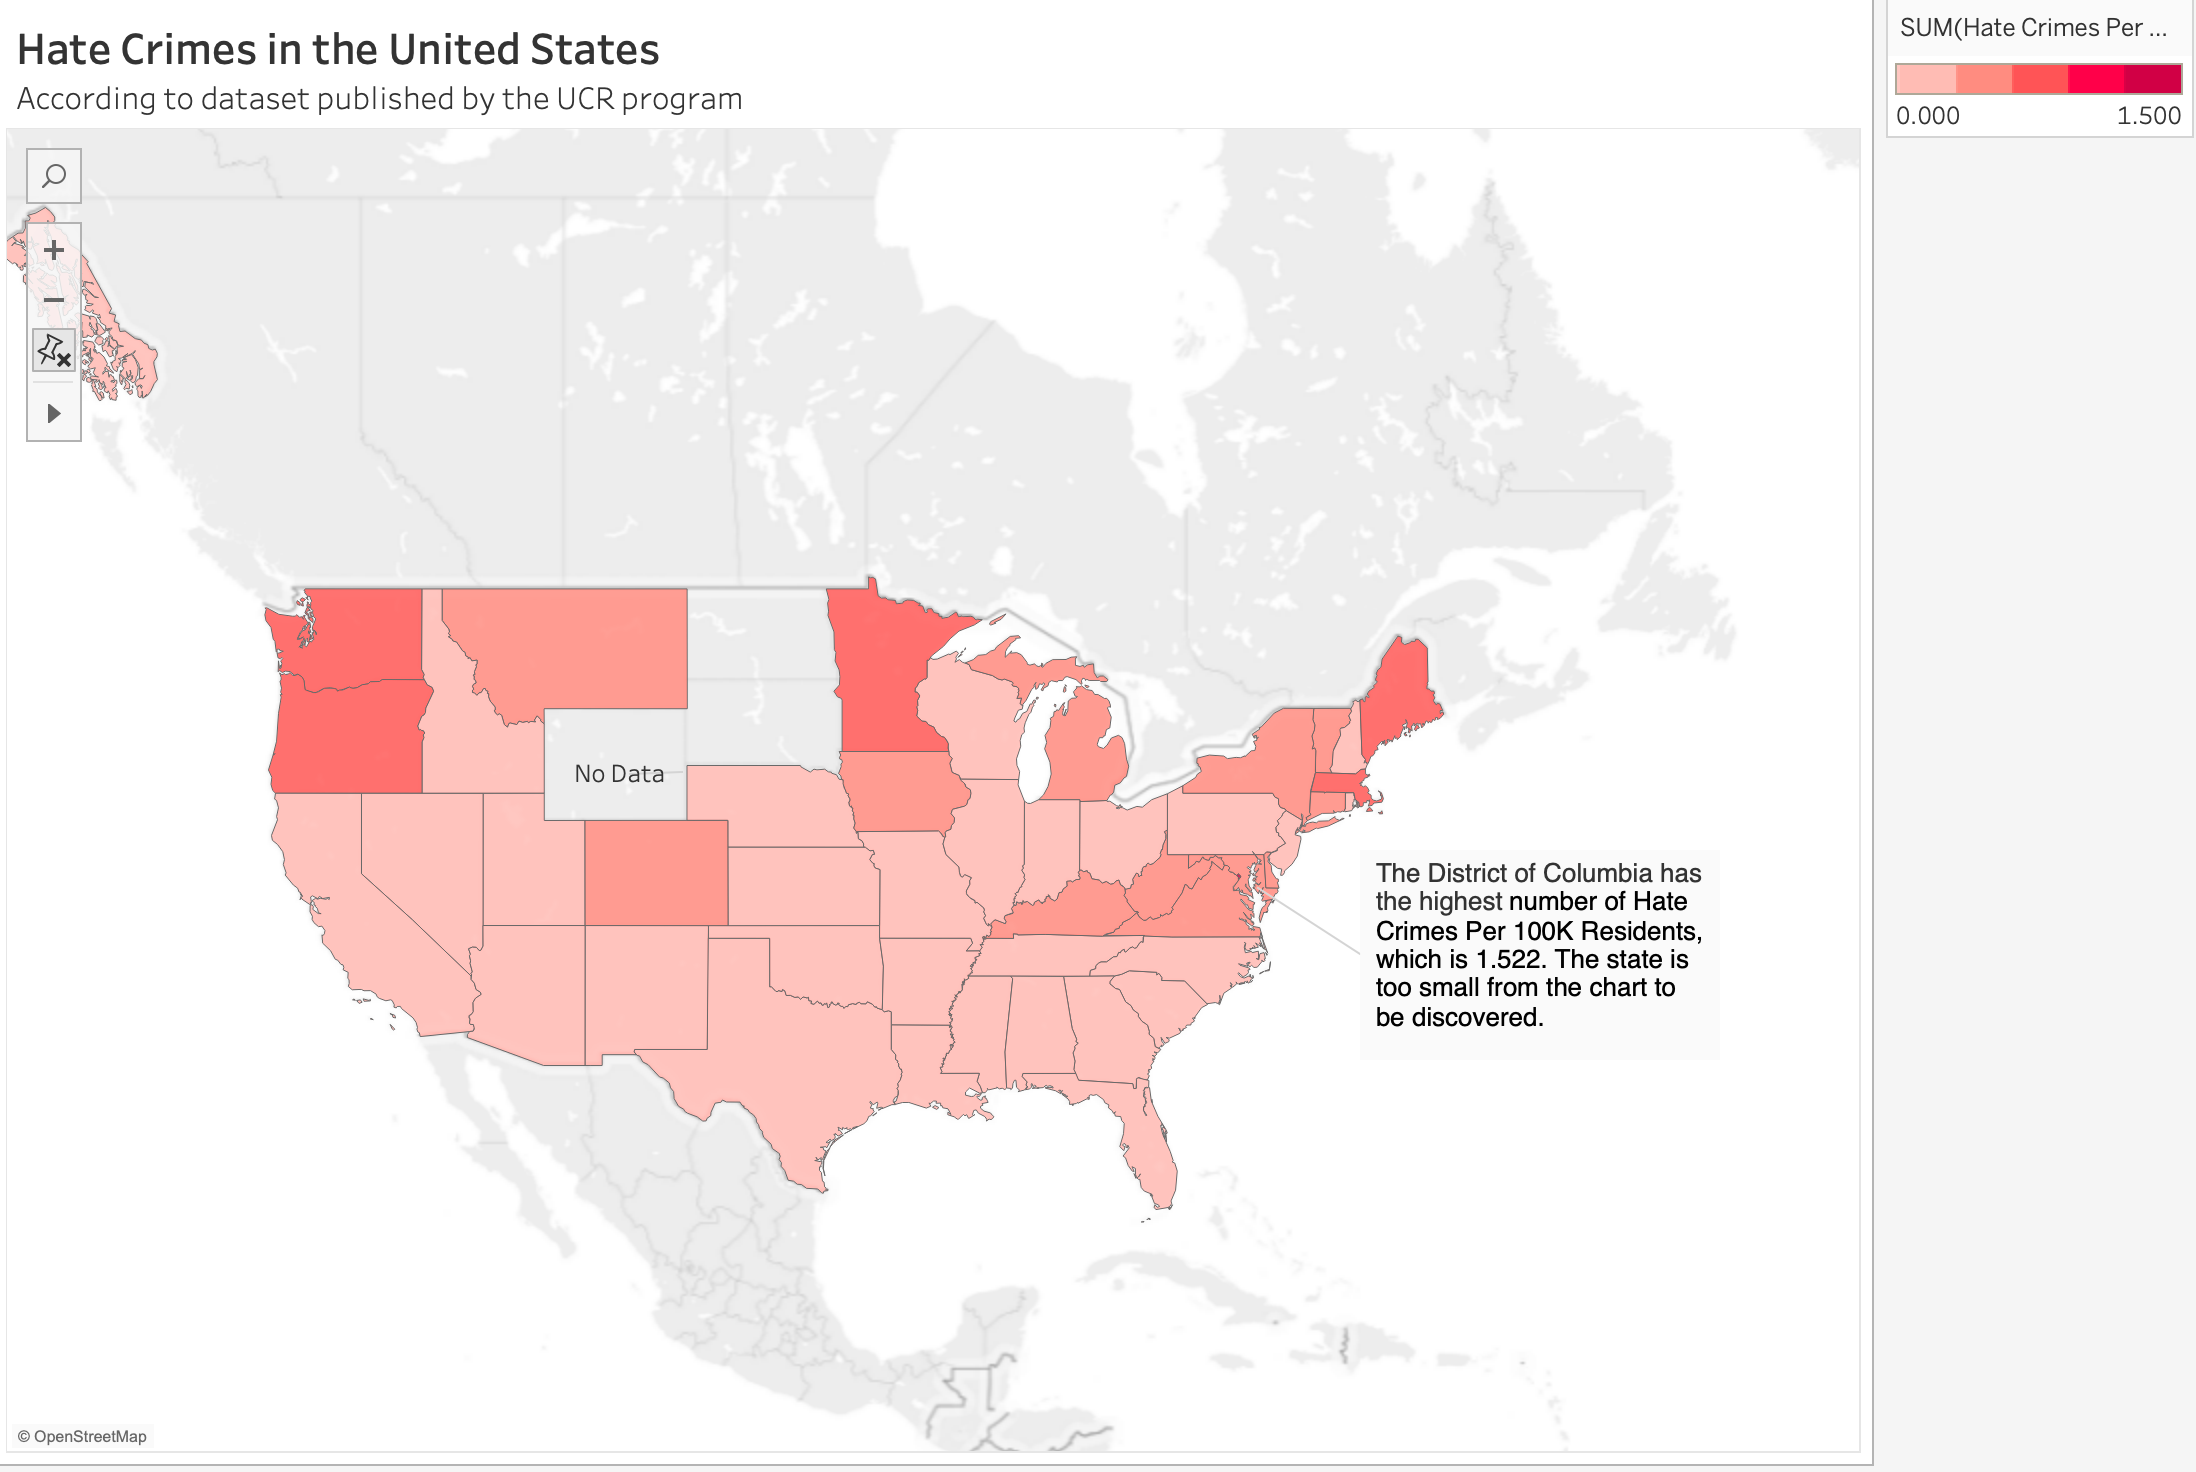 Hate Crimes in the United States
According to dataset published by the UCR program
SUM(Hate Crimes Per ...
0.000 1.500
No Data
The District of Columbia has
the highest number of Hate
Crimes Per 100K Residents,
which is 1.522. The state is
too small from the chart to
be discovered.
© OpenStreetMap